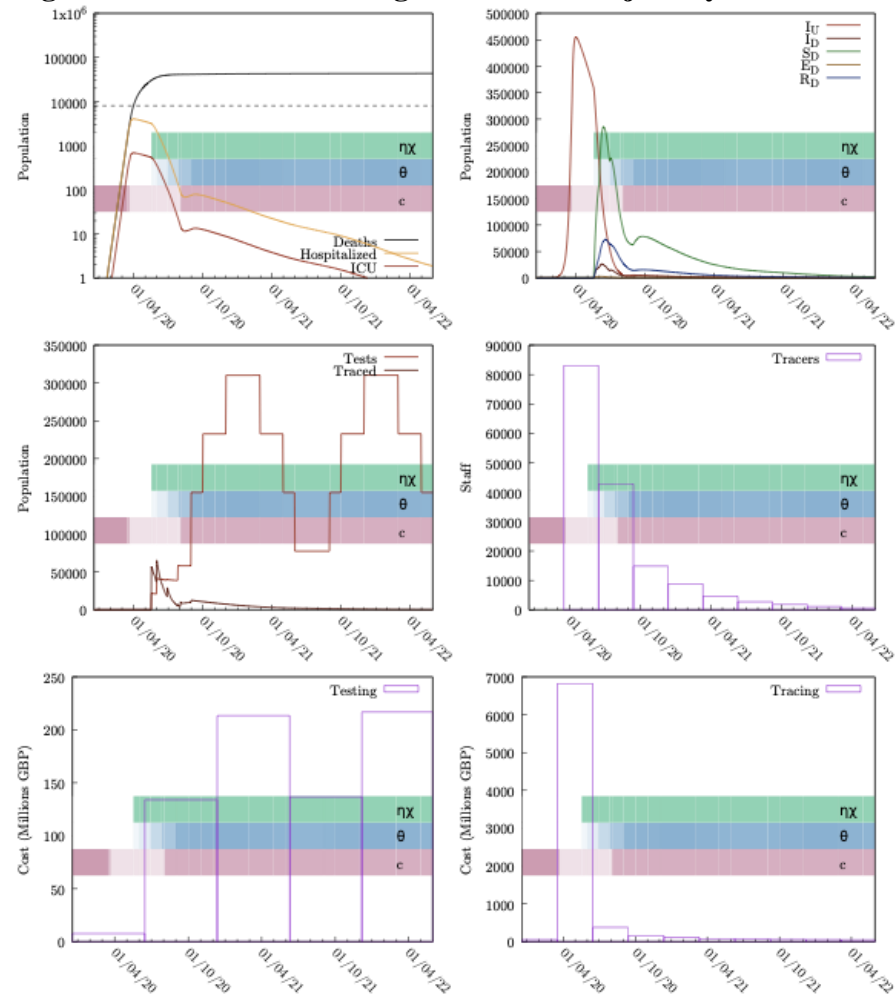 1x10⁶
100000
10000
1000
100
10
1
Population
ηχ
θ
c
Deaths
Hospitalized
ICU
01/04/20
01/10/20
01/04/21
01/10/21
01/04/22
500000
450000
400000
350000
300000
250000
200000
150000
100000
50000
0
Population
I_U
I_D
S_D
E_D
R_D
ηχ
θ
c
01/04/20
01/10/20
01/04/21
01/10/21
01/04/22
350000
300000
250000
200000
150000
100000
50000
0
Population
Tests
Traced
ηχ
θ
c
01/04/20
01/10/20
01/04/21
01/10/21
01/04/22
90000
80000
70000
60000
50000
40000
30000
20000
10000
0
Staff
Tracers
ηχ
θ
c
01/04/20
01/10/20
01/04/21
01/10/21
01/04/22
250
200
150
100
50
0
Cost (Millions GBP)
Testing
ηχ
θ
c
01/04/20
01/10/20
01/04/21
01/10/21
01/04/22
7000
6000
5000
4000
3000
2000
1000
0
Cost (Millions GBP)
Tracing
ηχ
θ
c
01/04/20
01/10/20
01/04/21
01/10/21
01/04/22